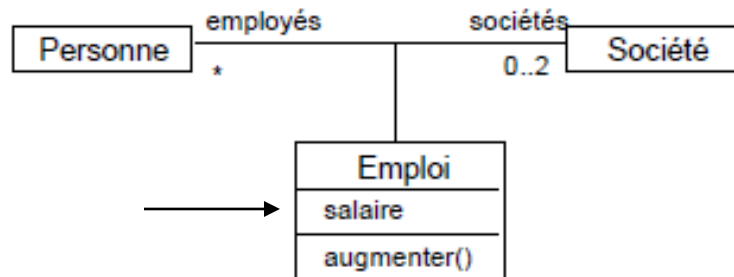 employés sociétés
Personne Société
* 0..2
Emploi
salaire
augmenter()